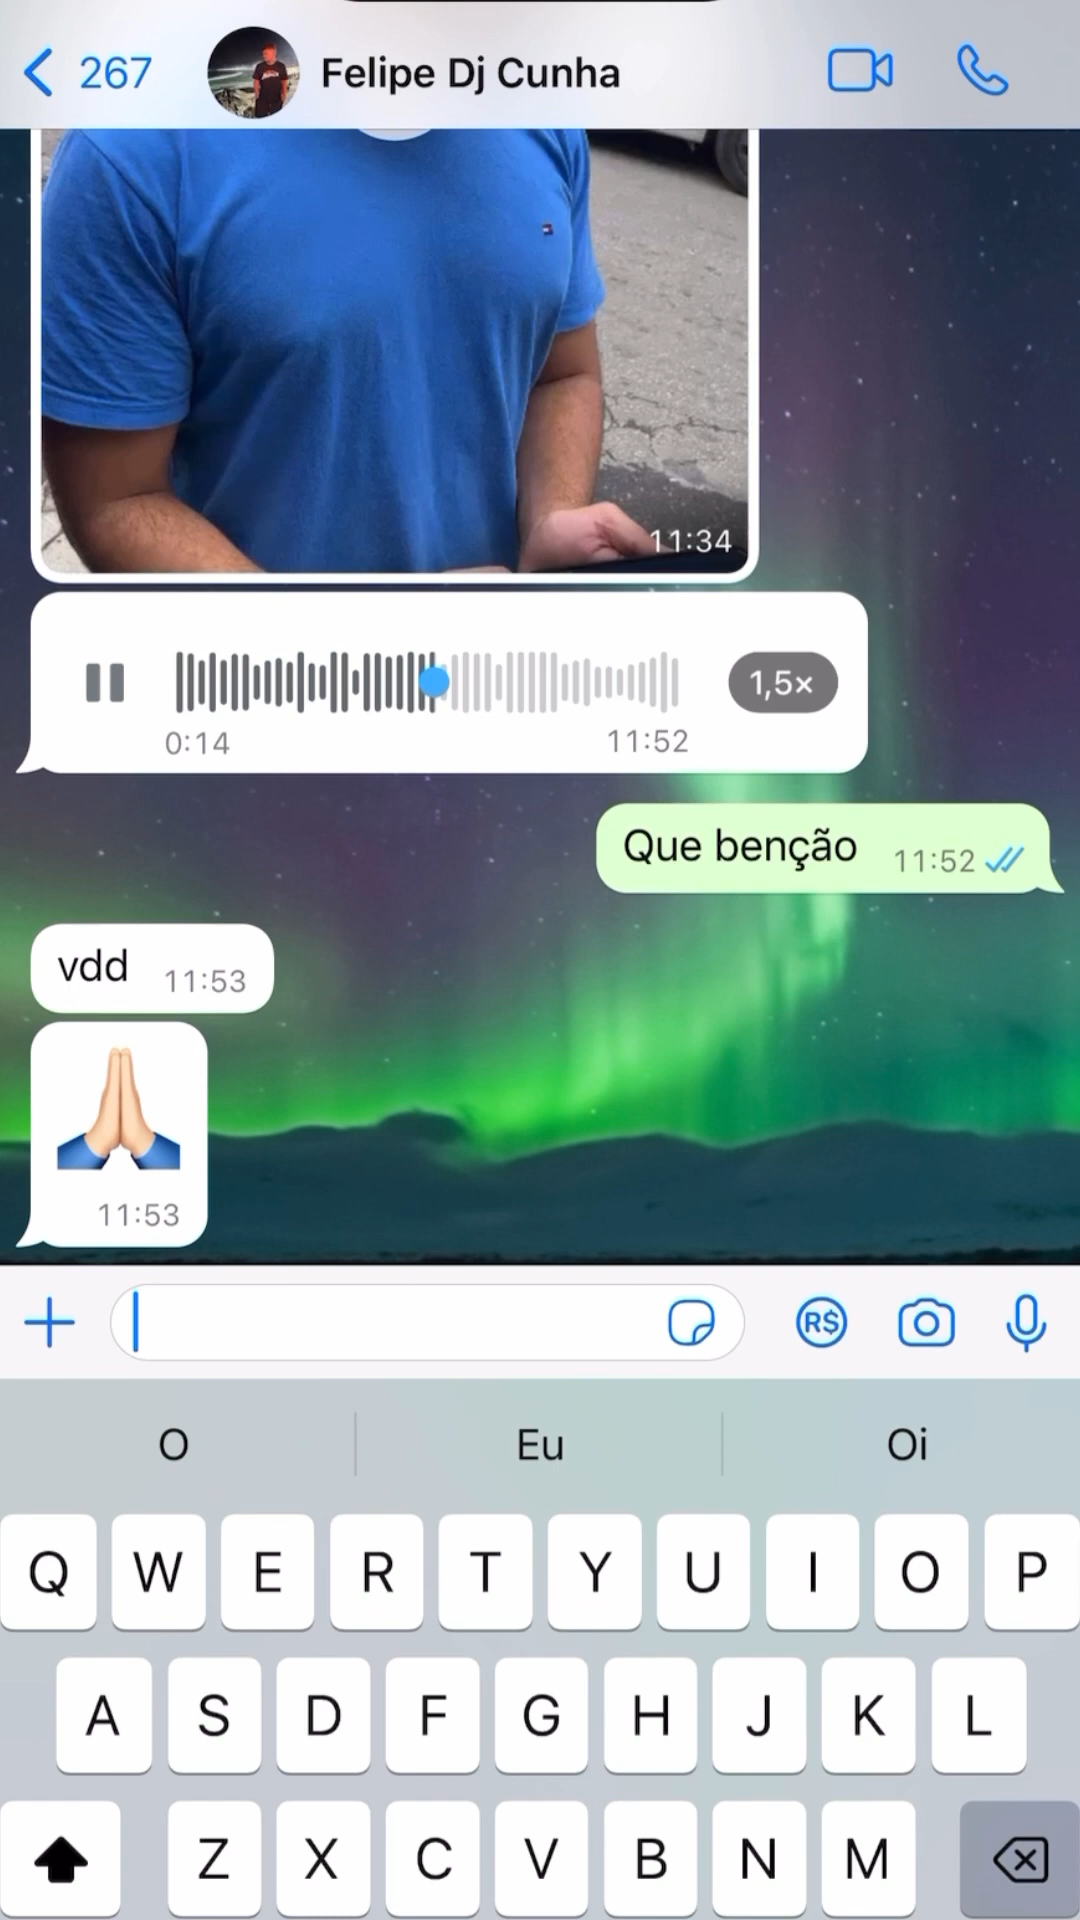 267
Felipe Dj Cunha
11:34
1,5×
0:14
11:52
Que benção 11:52
vdd 11:53
11:53
R$
O Eu Oi
Q W E R T Y U I O P
A S D F G H J K L
Z X C V B N M